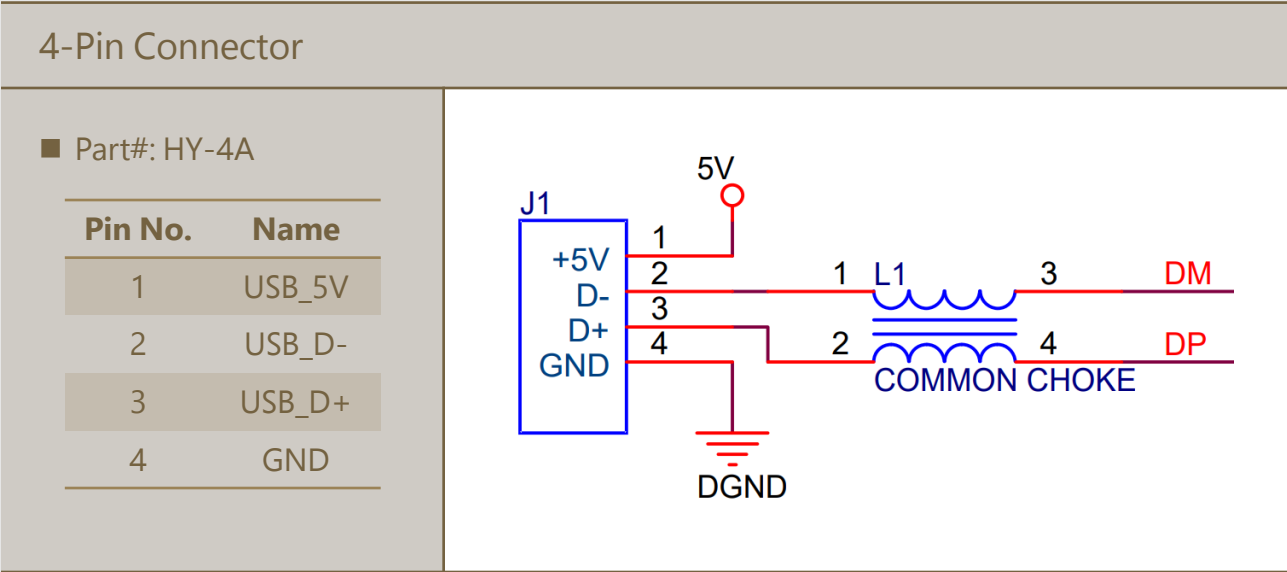 4-Pin Connector
■ Part#: HY-4A
Pin No. Name
1 USB_5V
2 USB_D-
3 USB_D+
4 GND
5V
J1
+5V 1
D- 2 1 L1 3 DM
D+ 3
GND 4 2 4 DP
COMMON CHOKE
DGND